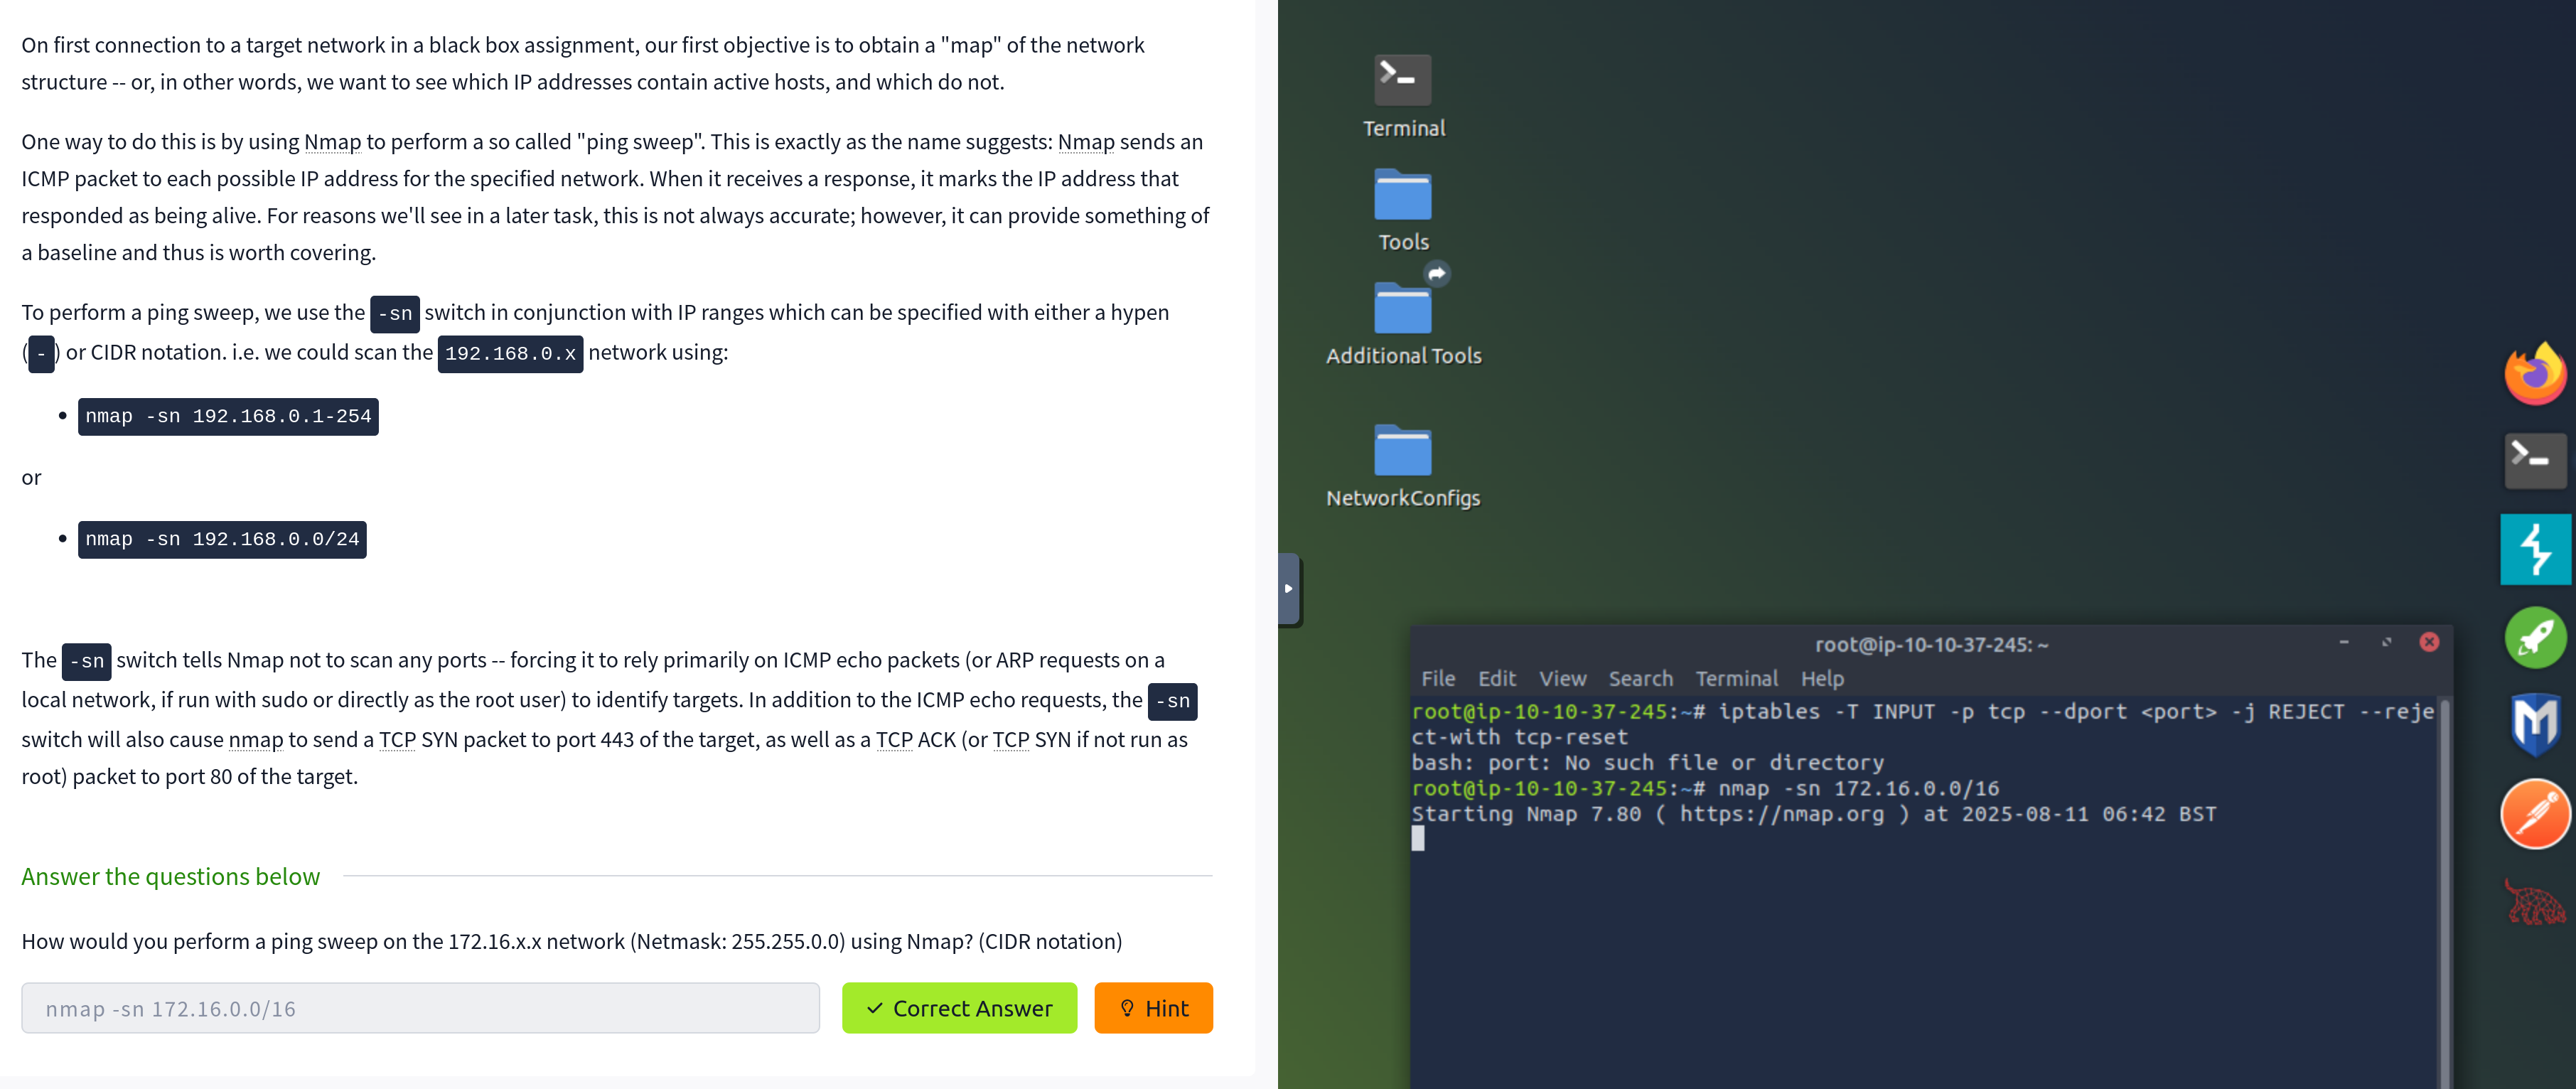 On first connection to a target network in a black box assignment, our first objective is to obtain a "map" of the network
structure -- or, in other words, we want to see which IP addresses contain active hosts, and which do not.
One way to do this is by using Nmap to perform a so called "ping sweep". This is exactly as the name suggests: Nmap sends an
ICMP packet to each possible IP address for the specified network. When it receives a response, it marks the IP address that
responded as being alive. For reasons we'll see in a later task, this is not always accurate; however, it can provide something of
a baseline and thus is worth covering.
To perform a ping sweep, we use the -sn switch in conjunction with IP ranges which can be specified with either a hypen
(-) or CIDR notation. i.e. we could scan the 192.168.0.x network using:
• nmap -sn 192.168.0.1-254
or
• nmap -sn 192.168.0.0/24
The -sn switch tells Nmap not to scan any ports -- forcing it to rely primarily on ICMP echo packets (or ARP requests on a
local network, if run with sudo or directly as the root user) to identify targets. In addition to the ICMP echo requests, the -sn
switch will also cause nmap to send a TCP SYN packet to port 443 of the target, as well as a TCP ACK (or TCP SYN if not run as
root) packet to port 80 of the target.
Answer the questions below
How would you perform a ping sweep on the 172.16.x.x network (Netmask: 255.255.0.0) using Nmap? (CIDR notation)
nmap -sn 172.16.0.0/16
Correct Answer
Hint
Terminal
Tools
Additional Tools
NetworkConfigs
root@ip-10-10-37-245: ~
File Edit View Search Terminal Help
root@ip-10-10-37-245:~# iptables -T INPUT -p tcp --dport <port> -j REJECT --reje
ct-with tcp-reset
bash: port: No such file or directory
root@ip-10-10-37-245:~# nmap -sn 172.16.0.0/16
Starting Nmap 7.80 ( https://nmap.org ) at 2025-08-11 06:42 BST